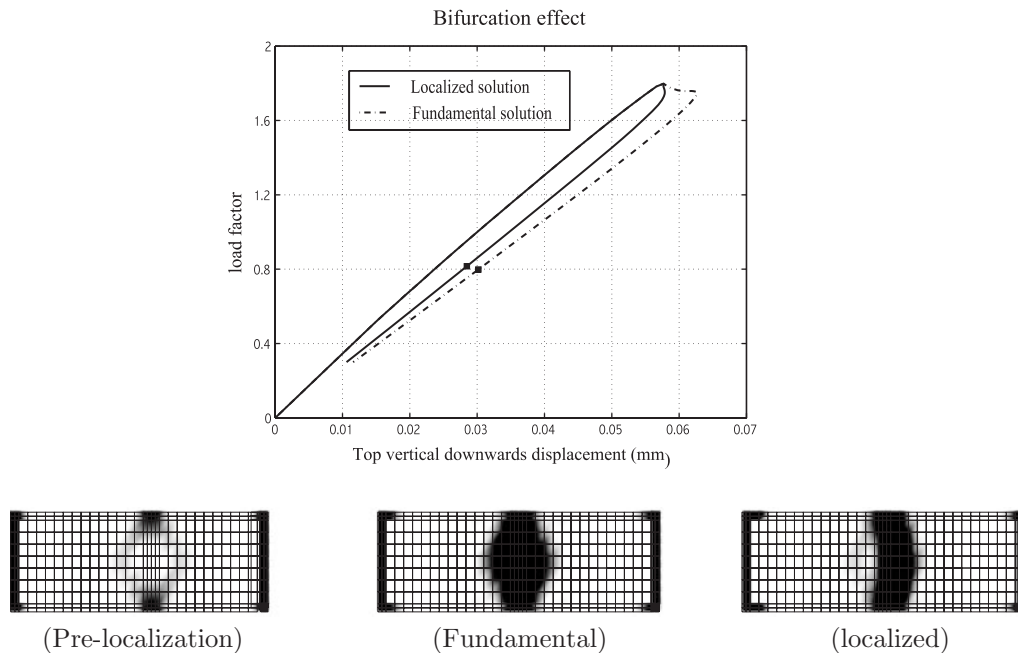 Bifurcation effect
2
Localized solution
Fundamental solution
1.6
1.2
load factor
0.8
0.4
0
0 0.01 0.02 0.03 0.04 0.05 0.06 0.07
Top vertical downwards displacement (mm)
(Pre-localization) (Fundamental) (localized)